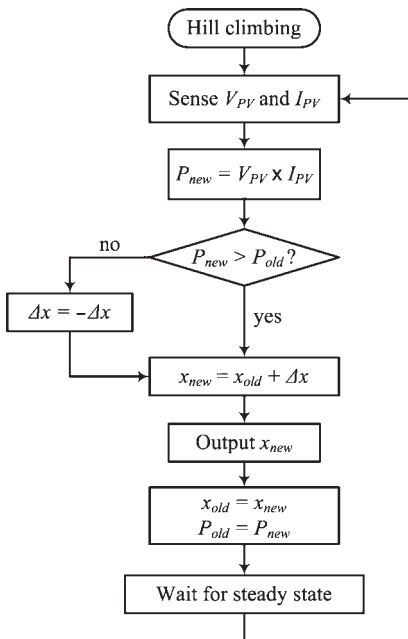 Hill climbing
Sense V_PV and I_PV
P_new = V_PV x I_PV
P_new > P_old?
no
yes
Δx = −Δx
x_new = x_old + Δx
Output x_new
x_old = x_new
P_old = P_new
Wait for steady state